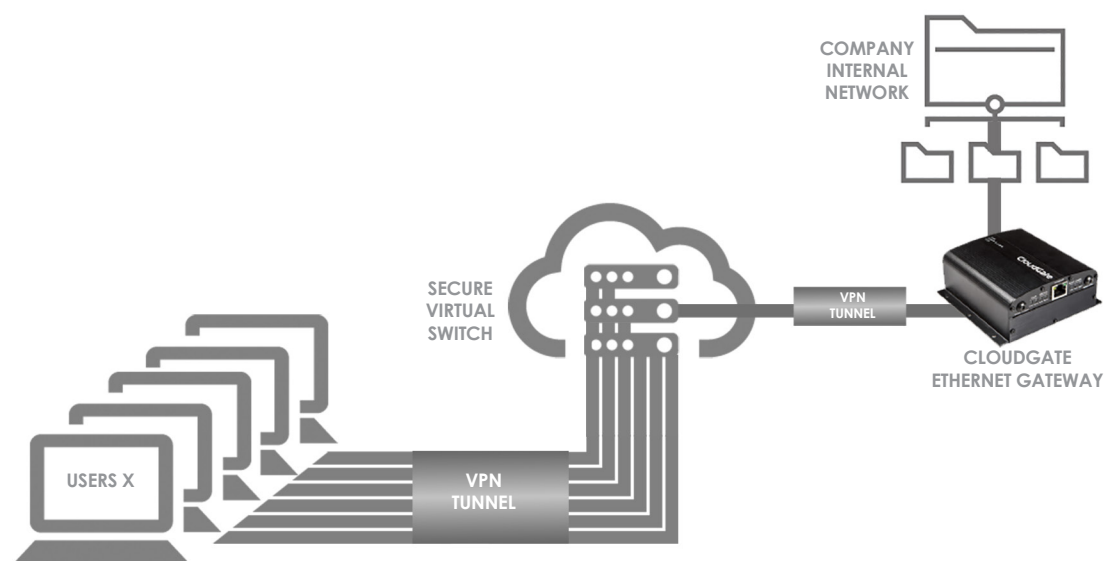 COMPANY
INTERNAL
NETWORK
SECURE
VIRTUAL
SWITCH
VPN
TUNNEL
CloudGate
CLOUDGATE
ETHERNET GATEWAY
USERS X
VPN
TUNNEL